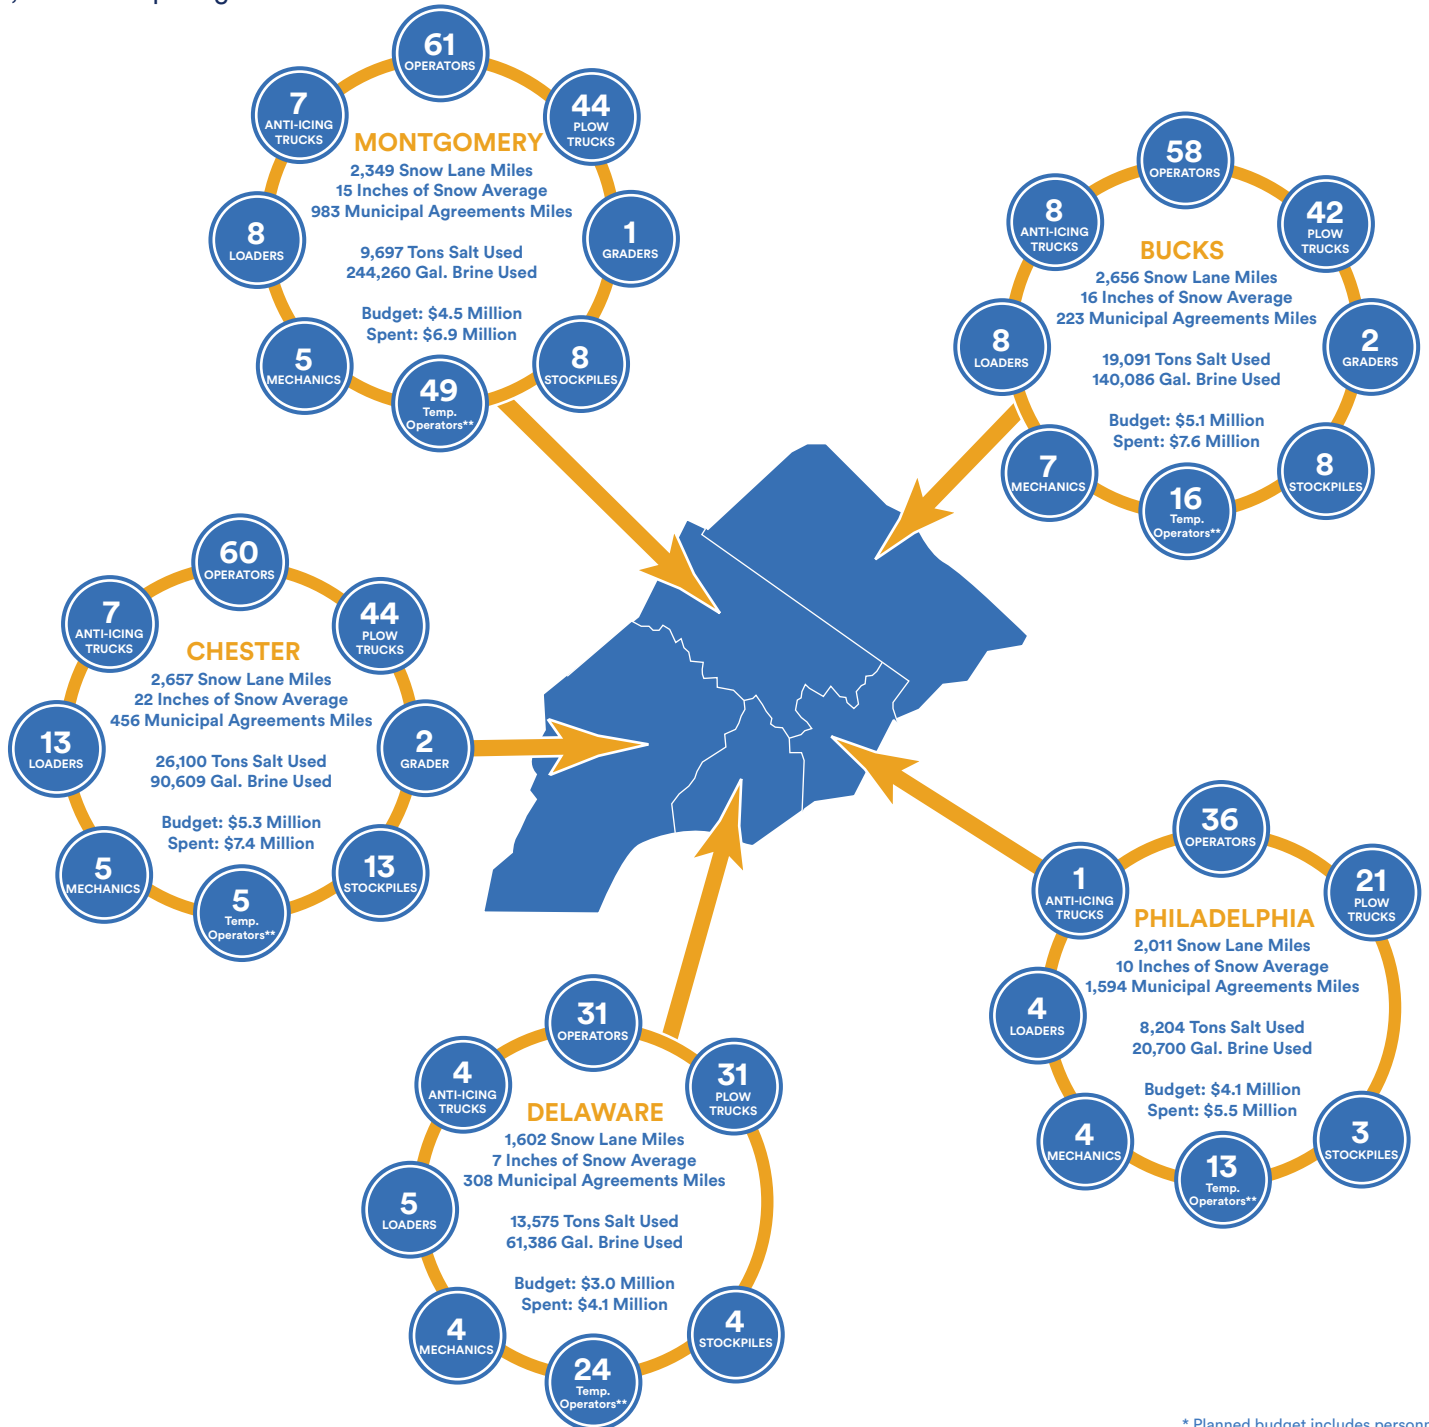 61
OPERATORS
7
ANTI-ICING
TRUCKS
44
PLOW
TRUCKS
MONTGOMERY
2,349 Snow Lane Miles
15 Inches of Snow Average
983 Municipal Agreements Miles
9,697 Tons Salt Used
244,260 Gal. Brine Used
Budget: $4.5 Million
Spent: $6.9 Million
8
LOADERS
1
GRADERS
5
MECHANICS
8
STOCKPILES
49
Temp.
Operators**
58
OPERATORS
8
ANTI-ICING
TRUCKS
42
PLOW
TRUCKS
BUCKS
2,656 Snow Lane Miles
16 Inches of Snow Average
223 Municipal Agreements Miles
19,091 Tons Salt Used
140,086 Gal. Brine Used
Budget: $5.1 Million
Spent: $7.6 Million
8
LOADERS
2
GRADERS
7
MECHANICS
8
STOCKPILES
16
Temp.
Operators**
60
OPERATORS
7
ANTI-ICING
TRUCKS
44
PLOW
TRUCKS
CHESTER
2,657 Snow Lane Miles
22 Inches of Snow Average
456 Municipal Agreements Miles
26,100 Tons Salt Used
90,609 Gal. Brine Used
Budget: $5.3 Million
Spent: $7.4 Million
13
LOADERS
2
GRADER
5
MECHANICS
13
STOCKPILES
5
Temp.
Operators**
36
OPERATORS
1
ANTI-ICING
TRUCKS
21
PLOW
TRUCKS
PHILADELPHIA
2,011 Snow Lane Miles
10 Inches of Snow Average
1,594 Municipal Agreements Miles
8,204 Tons Salt Used
20,700 Gal. Brine Used
Budget: $4.1 Million
Spent: $5.5 Million
4
LOADERS
4
MECHANICS
3
STOCKPILES
13
Temp.
Operators**
31
OPERATORS
4
ANTI-ICING
TRUCKS
31
PLOW
TRUCKS
DELAWARE
1,602 Snow Lane Miles
7 Inches of Snow Average
308 Municipal Agreements Miles
13,575 Tons Salt Used
61,386 Gal. Brine Used
Budget: $3.0 Million
Spent: $4.1 Million
5
LOADERS
4
MECHANICS
4
STOCKPILES
24
Temp.
Operators**
* Planned budget includes